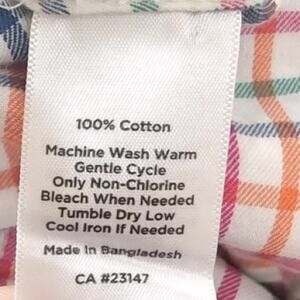 100% Cotton
Machine Wash Warm
Gentle Cycle
Only Non-Chlorine
Bleach When Needed
Tumble Dry Low
Cool Iron If Needed
Made In Bangladesh
CA #23147